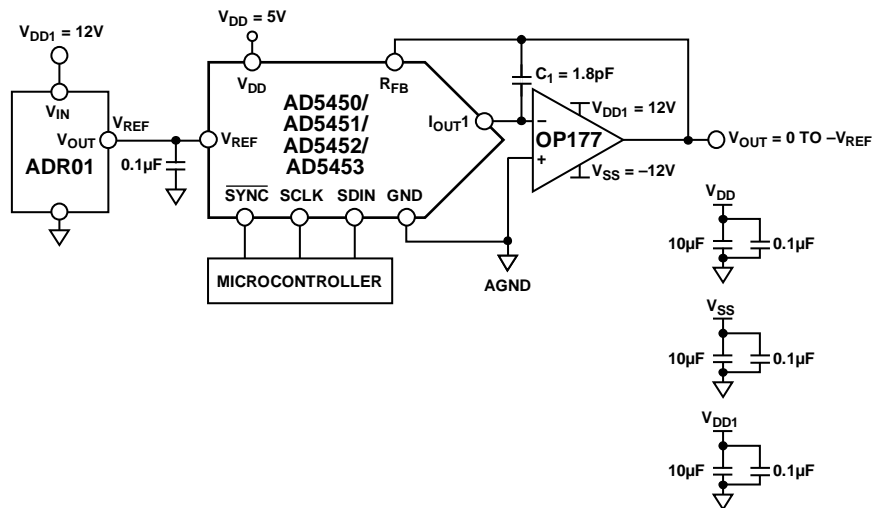 V_DD1 = 12V
V_IN
V_OUT
ADR01
V_REF
0.1µF
V_DD = 5V
V_DD
R_FB
AD5450/
AD5451/
AD5452/
AD5453
V_REF
I_OUT1
SYNC
SCLK
SDIN
GND
MICROCONTROLLER
C_1 = 1.8pF
V_DD1 = 12V
–
OP177
+
V_SS = –12V
V_OUT = 0 TO –V_REF
AGND
V_DD
10µF
0.1µF
V_SS
10µF
0.1µF
V_DD1
10µF
0.1µF